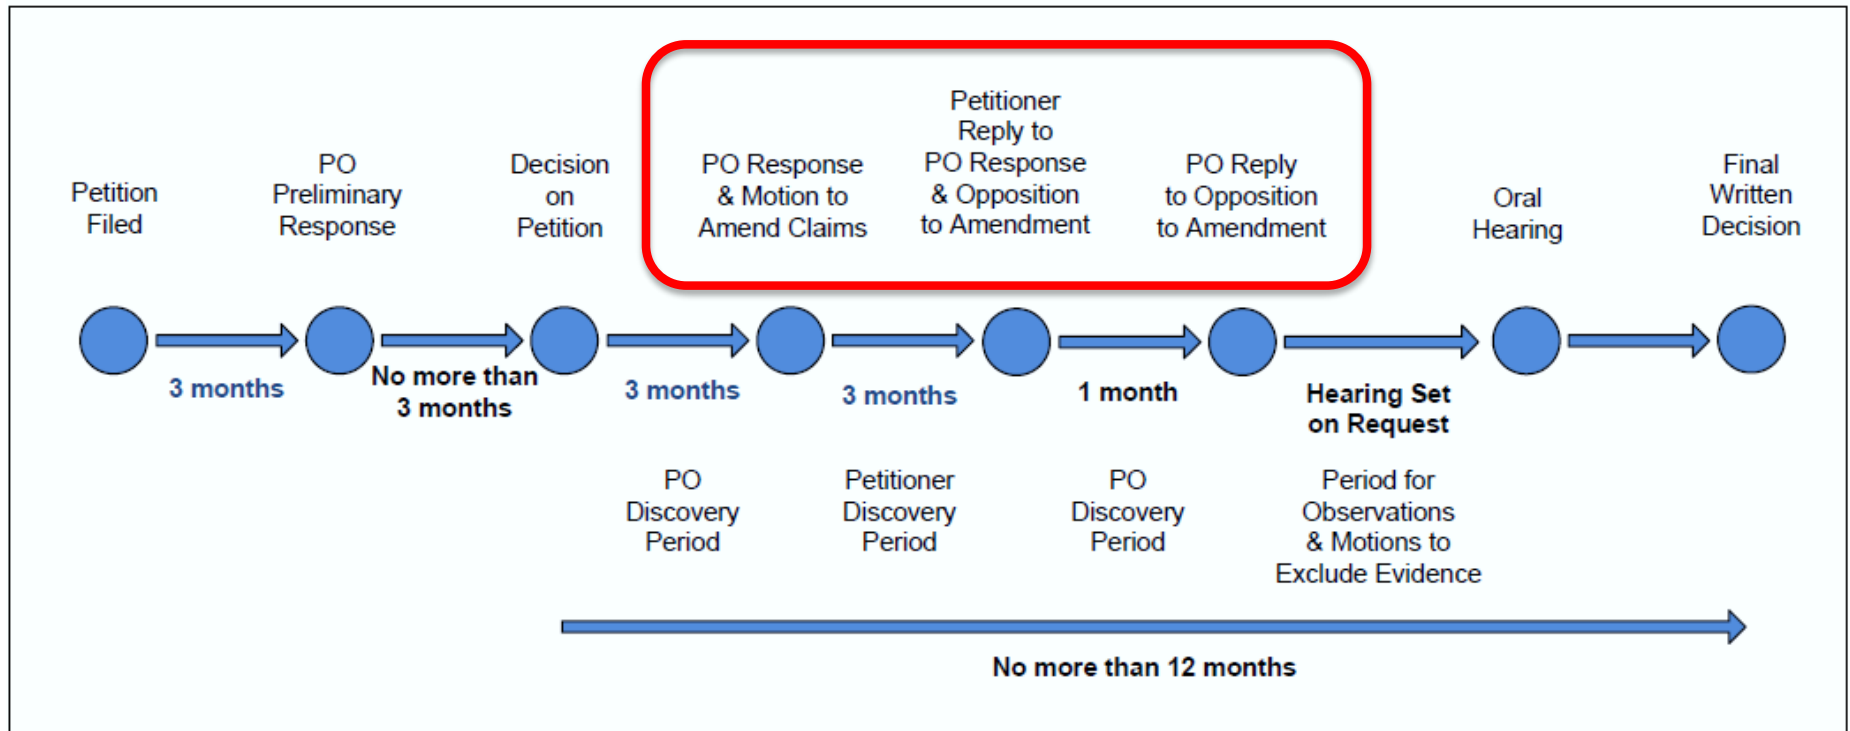 Petition
Filed
PO
Preliminary
Response
Decision
on
Petition
PO Response
& Motion to
Amend Claims
Petitioner
Reply to
PO Response
& Opposition
to Amendment
PO Reply
to Opposition
to Amendment
Oral
Hearing
Final
Written
Decision
3 months
No more than
3 months
3 months
3 months
1 month
Hearing Set
on Request
PO
Discovery
Period
Petitioner
Discovery
Period
PO
Discovery
Period
Period for
Observations
& Motions to
Exclude Evidence
No more than 12 months